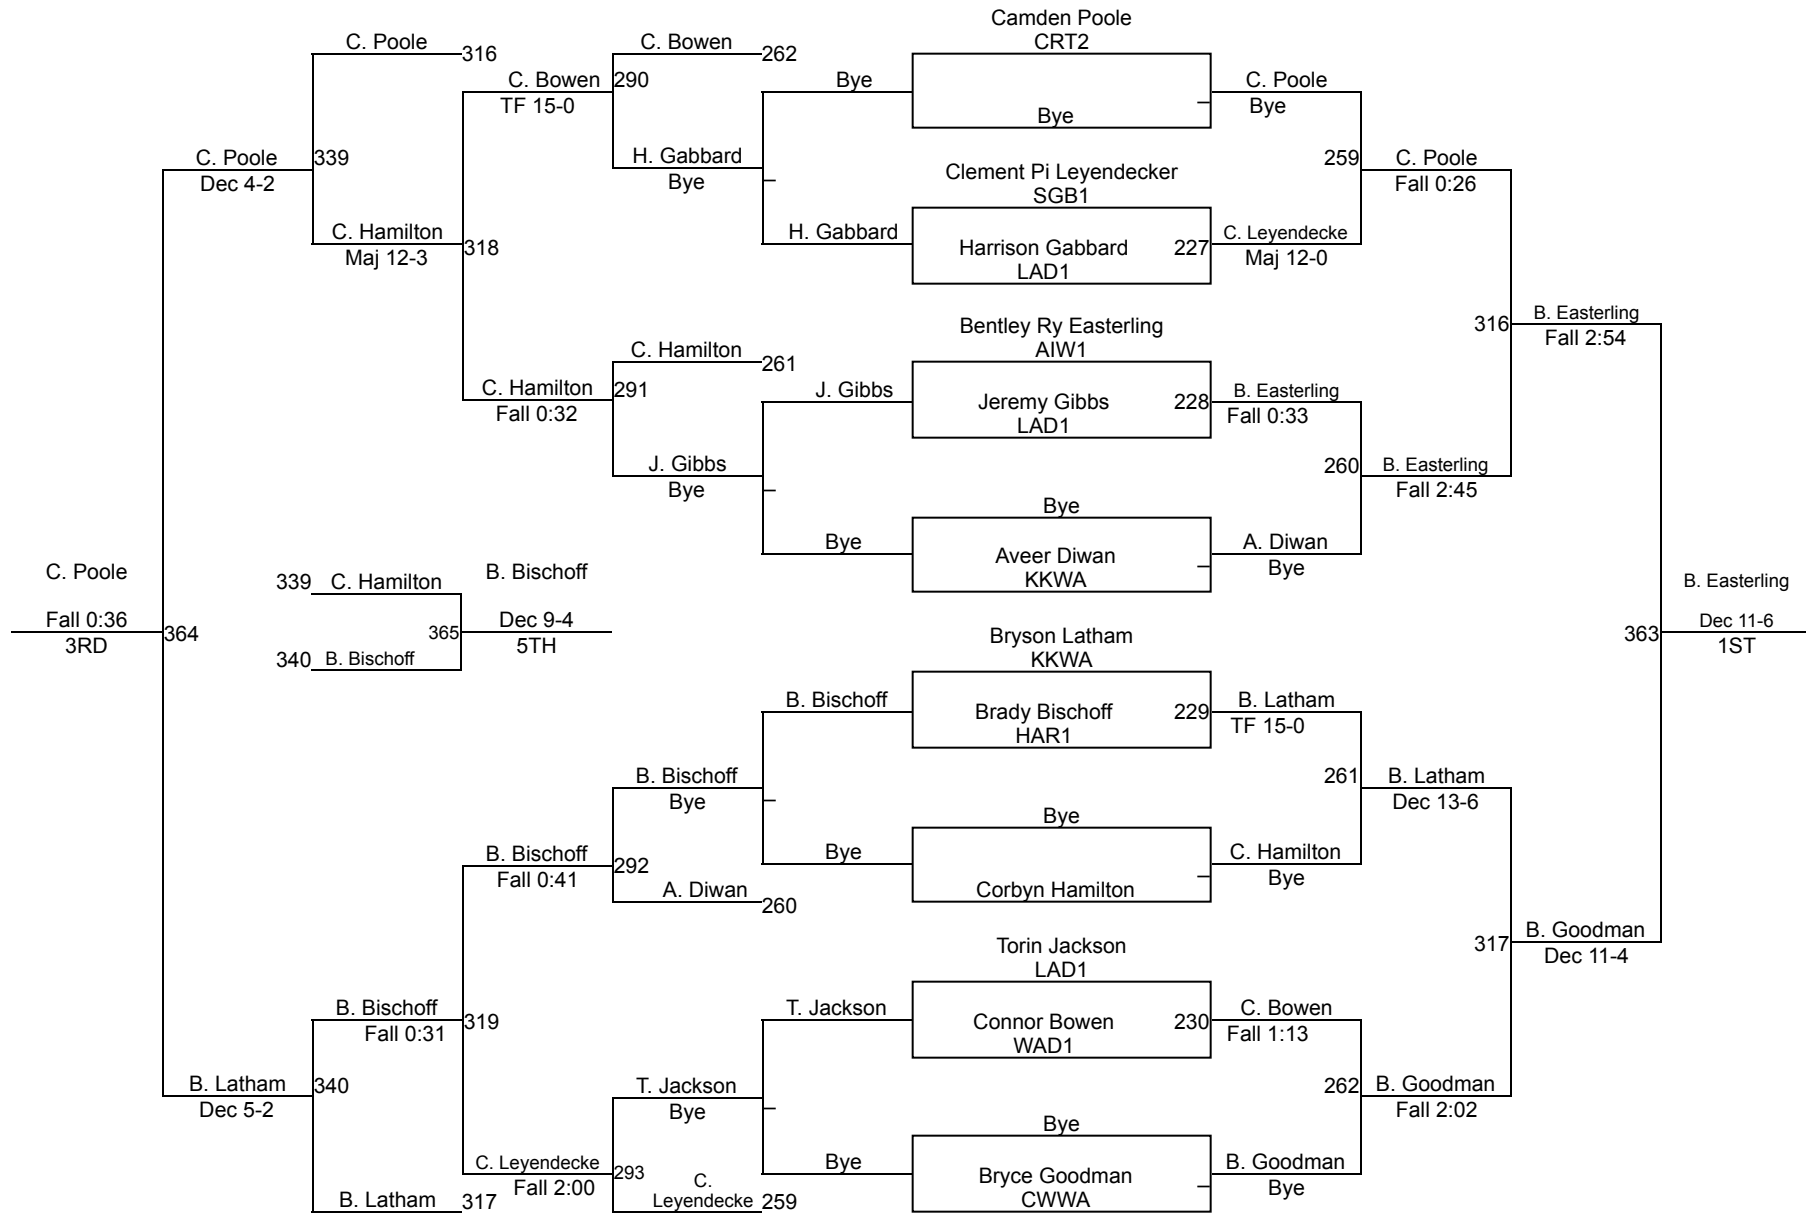 Camden Poole
CRT2
C. Poole
316
C. Bowen
262
C. Bowen
290
TF 15-0
Bye
Bye
C. Poole
Bye
C. Poole
339
Dec 4-2
H. Gabbard
Bye
Clement Pi Leyendecker
SGB1
259
C. Poole
Fall 0:26
C. Hamilton
318
Maj 12-3
H. Gabbard
Harrison Gabbard
227
LAD1
C. Leyendecke
Maj 12-0
Bentley Ry Easterling
AIW1
316
B. Easterling
Fall 2:54
C. Hamilton
261
C. Hamilton
291
Fall 0:32
J. Gibbs
Jeremy Gibbs
228
LAD1
B. Easterling
Fall 0:33
J. Gibbs
Bye
260
B. Easterling
Fall 2:45
Bye
Bye
Aveer Diwan
KKWA
A. Diwan
Bye
C. Poole
Fall 0:36
3RD
364
339
C. Hamilton
B. Bischoff
365
Dec 9-4
5TH
340
B. Bischoff
B. Easterling
363
Dec 11-6
1ST
Bryson Latham
KKWA
B. Bischoff
Brady Bischoff
229
HAR1
B. Latham
TF 15-0
B. Bischoff
Bye
261
B. Latham
Dec 13-6
Bye
B. Bischoff
292
Fall 0:41
Bye
C. Hamilton
Bye
A. Diwan
260
Corbyn Hamilton
Torin Jackson
LAD1
317
B. Goodman
Dec 11-4
B. Bischoff
319
Fall 0:31
T. Jackson
Connor Bowen
230
WAD1
C. Bowen
Fall 1:13
B. Latham
340
Dec 5-2
T. Jackson
Bye
262
B. Goodman
Fall 2:02
Bye
C. Leyendecke
293
Fall 2:00
Bye
Bryce Goodman
CWWA
B. Goodman
Bye
B. Latham
317
C.
Leyendecke
259